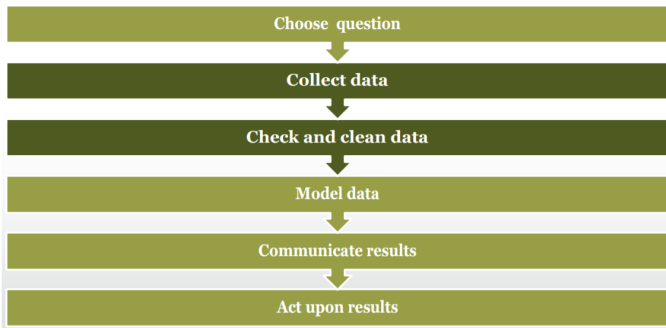 Choose question
Collect data
Check and clean data
Model data
Communicate results
Act upon results